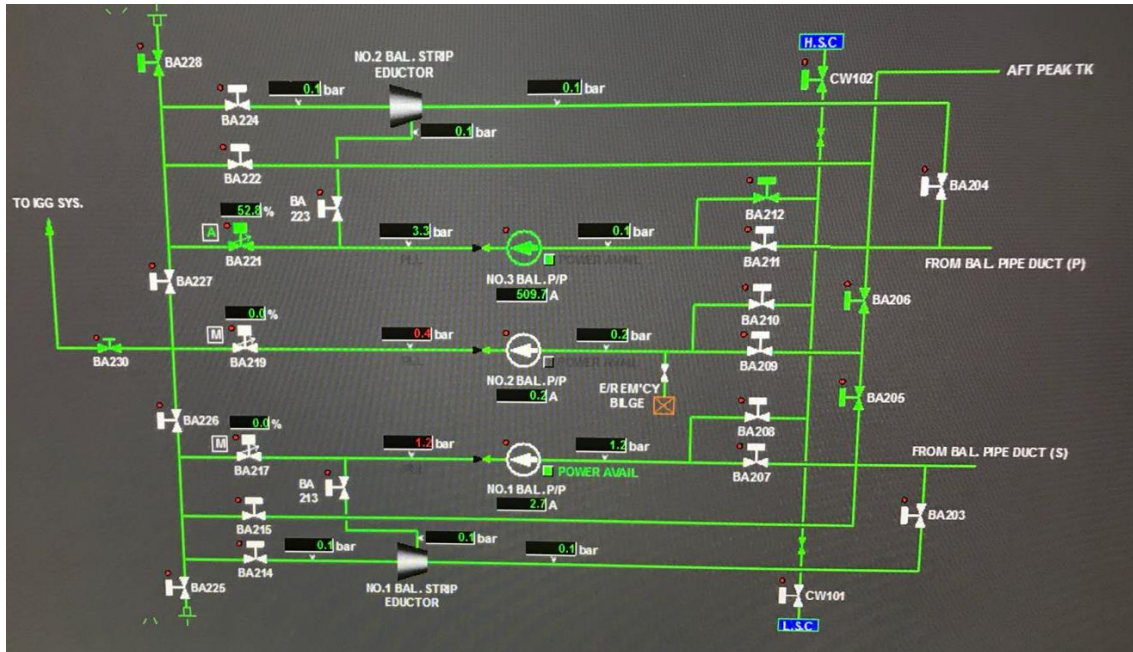 BA228
NO.2 BAL. STRIP
EDUCTOR
H.S.C
CW102
AFT PEAK TK
0.1 bar
0.1 bar
BA224
0.1 bar
BA222
BA204
TO IGG SYS.
BA
223
BA212
52.8 %
A
3.3 bar
0.1 bar
BA221
POWER AVAIL
BA211
FROM BAL. PIPE DUCT (P)
NO.3 BAL. P/P
509.7 A
BA227
BA210
BA206
0.0 %
M
0.4 bar
0.2 bar
BA230
BA219
POWER AVAIL
BA209
NO.2 BAL. P/P
0.2 A
E/REM'CY
BILGE
BA205
BA226
0.0 %
BA208
M
1.2 bar
1.2 bar
FROM BAL. PIPE DUCT (S)
BA217
POWER AVAIL
BA207
BA
213
NO.1 BAL. P/P
2.7 A
BA215
BA203
0.1 bar
0.1 bar
0.1 bar
BA214
BA225
NO.1 BAL. STRIP
EDUCTOR
CW101
L.S.C